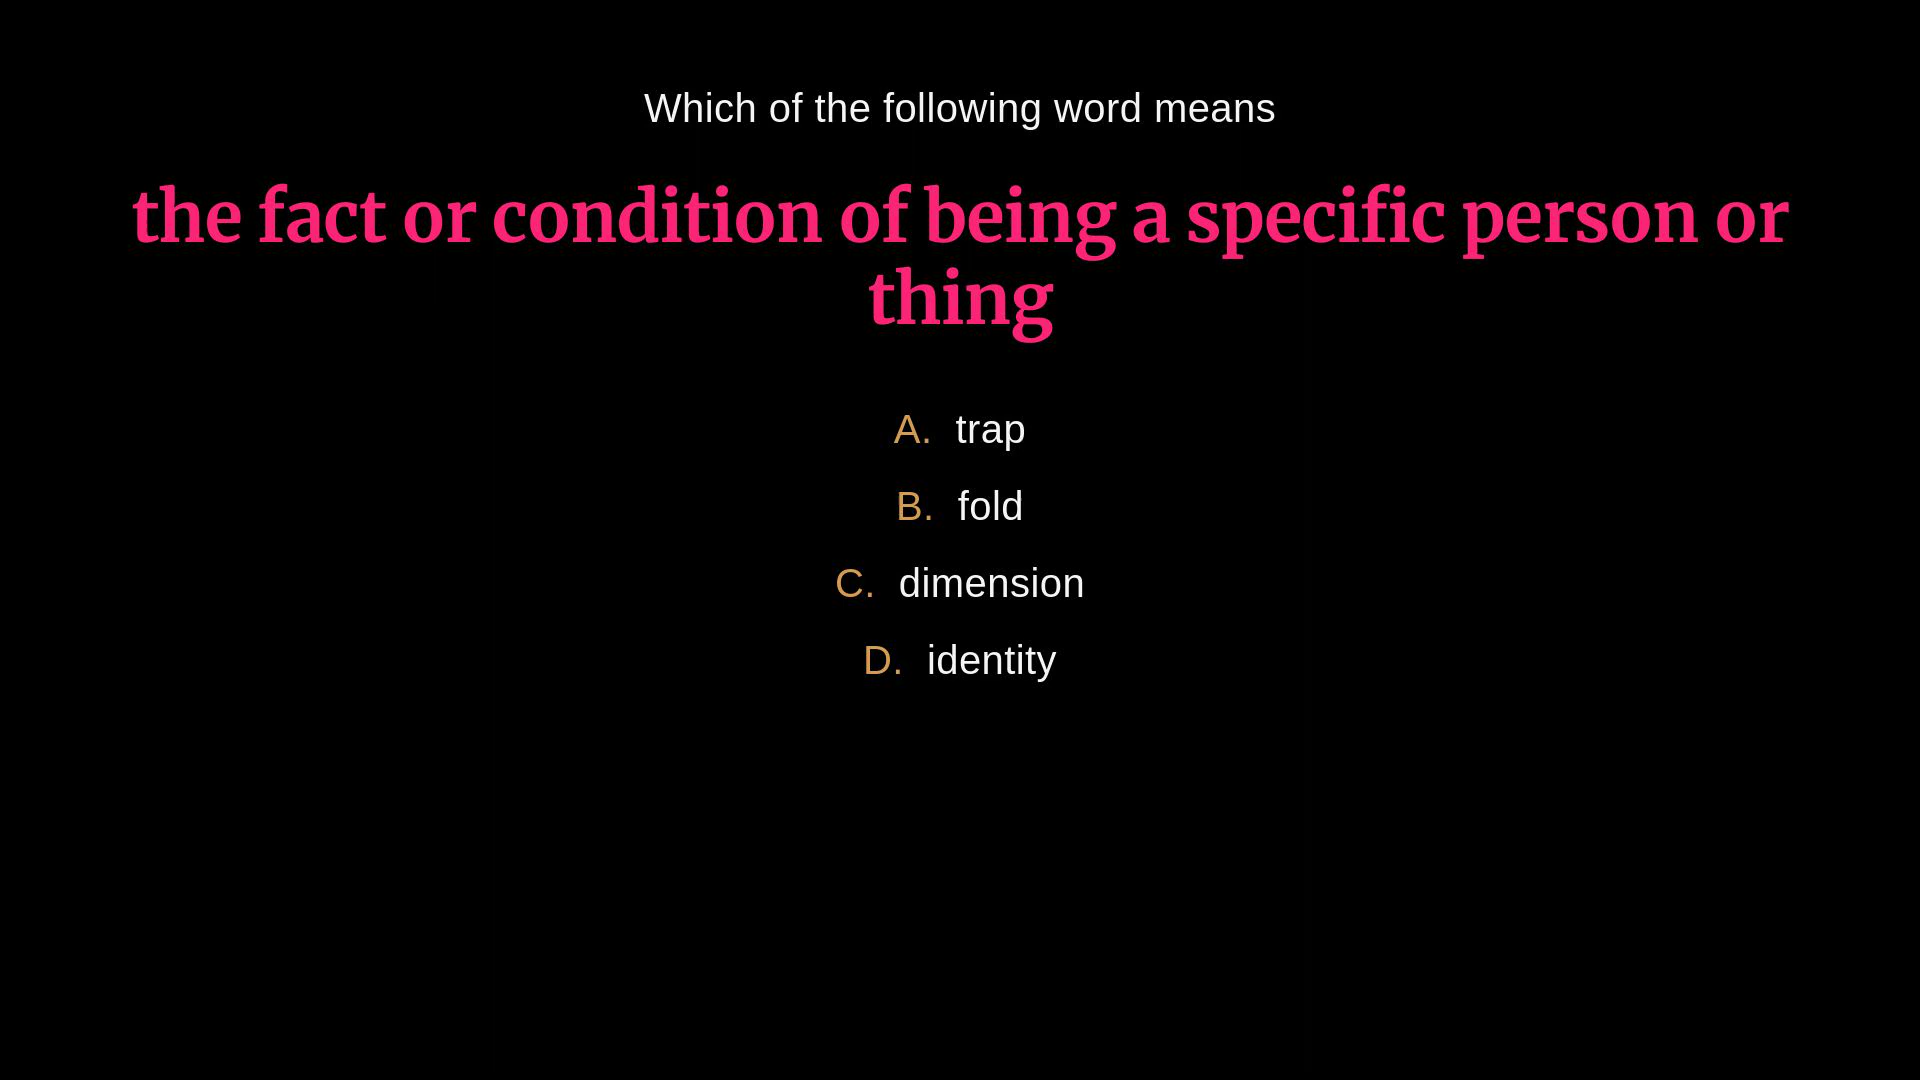 Which of the following word means
the fact or condition of being a specific person or
thing
A. trap
B. fold
C. dimension
D. identity